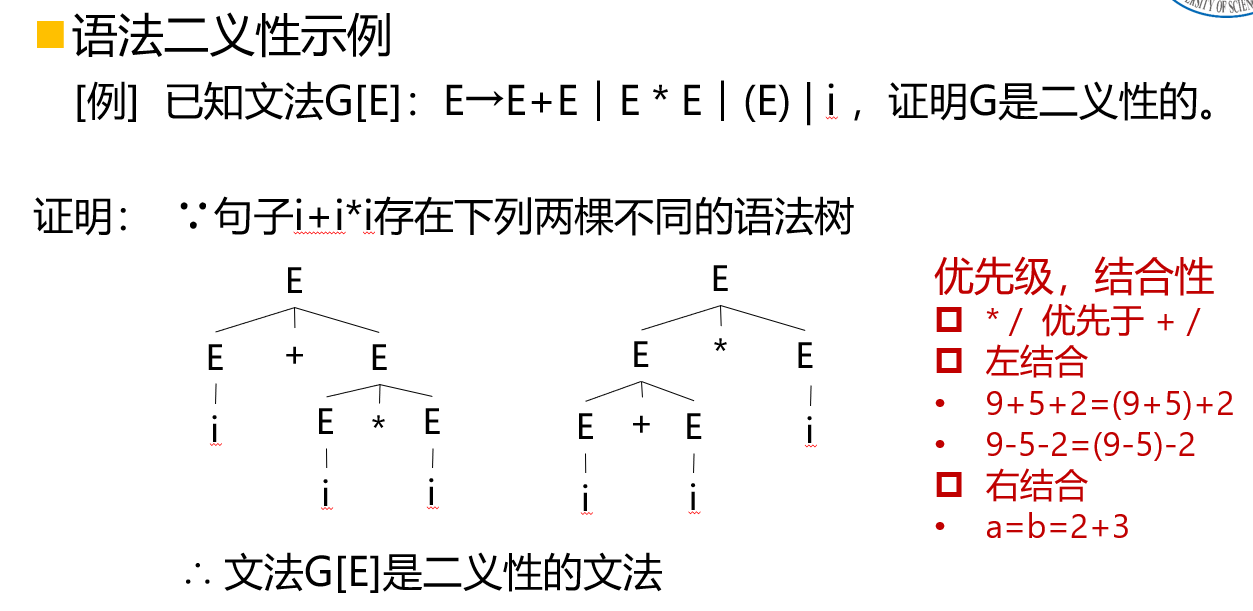 UNIVERSITY OF SCIEN
语法二义性示例
[例] 已知文法G[E]：E→E+E｜E * E｜(E)｜i ，证明G是二义性的。
证明： ∵句子i+i*i存在下列两棵不同的语法树
E
E + E
i E * E
i i
E
E * E
E + E i
i i
优先级，结合性
* / 优先于 + /
左结合
• 9+5+2=(9+5)+2
• 9-5-2=(9-5)-2
右结合
• a=b=2+3
∴ 文法G[E]是二义性的文法